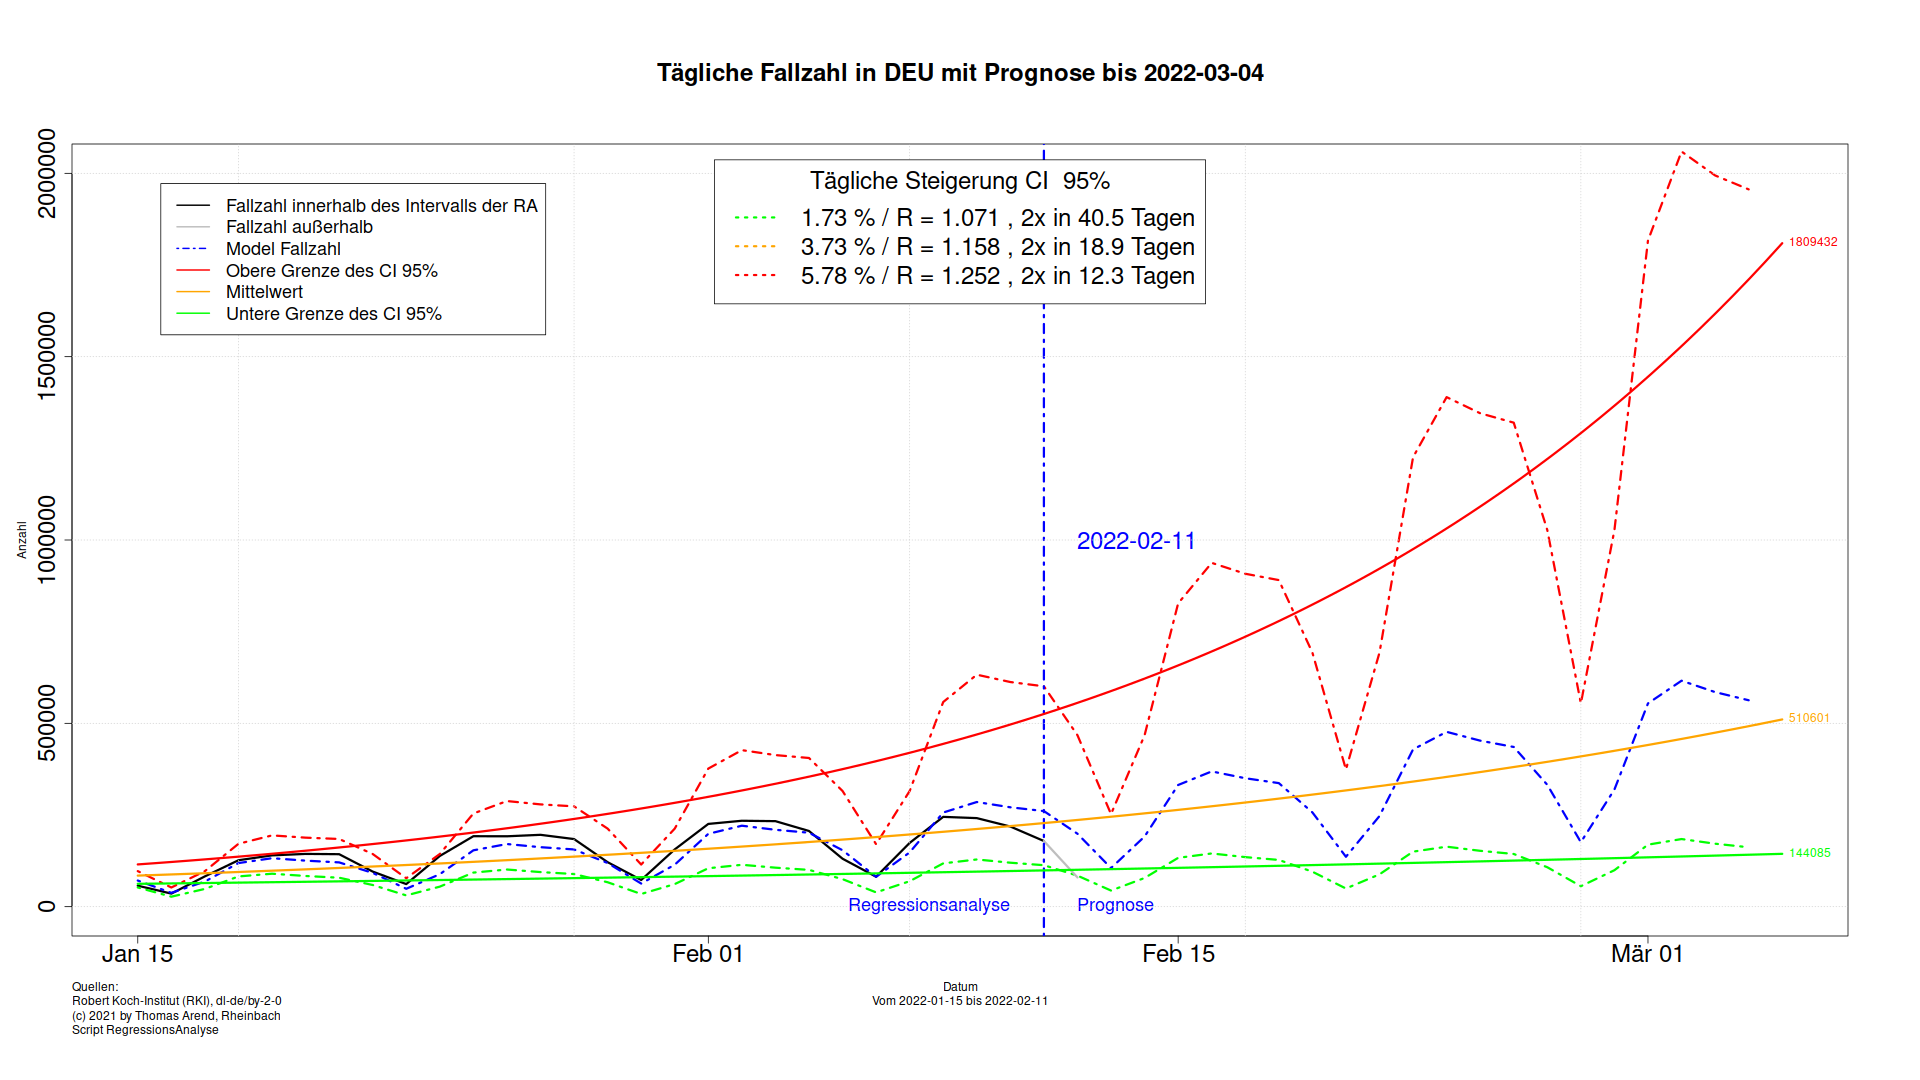 Tägliche Fallzahl in DEU mit Prognose bis 2022-03-04
Anzahl
2000000
1500000
1000000
500000
0
Fallzahl innerhalb des Intervalls der RA
Fallzahl außerhalb
Model Fallzahl
Obere Grenze des CI 95%
Mittelwert
Untere Grenze des CI 95%
Tägliche Steigerung CI 95%
1.73 % / R = 1.071 , 2x in 40.5 Tagen
3.73 % / R = 1.158 , 2x in 18.9 Tagen
5.78 % / R = 1.252 , 2x in 12.3 Tagen
1809432
2022-02-11
510601
144085
Regressionsanalyse
Prognose
Jan 15
Feb 01
Feb 15
Mär 01
Quellen:
Robert Koch-Institut (RKI), dl-de/by-2-0
(c) 2021 by Thomas Arend, Rheinbach
Script RegressionsAnalyse
Datum
Vom 2022-01-15 bis 2022-02-11